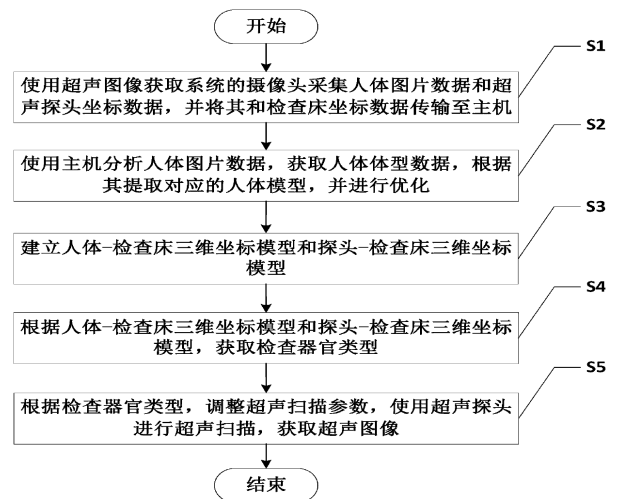 开始
S1
使用超声图像获取系统的摄像头采集人体图片数据和超
声探头坐标数据，并将其和检查床坐标数据传输至主机
S2
使用主机分析人体图片数据，获取人体体型数据，根据
其提取对应的人体模型，并进行优化
S3
建立人体-检查床三维坐标模型和探头-检查床三维坐标
模型
S4
根据人体-检查床三维坐标模型和探头-检查床三维坐标
模型，获取检查器官类型
S5
根据检查器官类型，调整超声扫描参数，使用超声探头
进行超声扫描，获取超声图像
结束